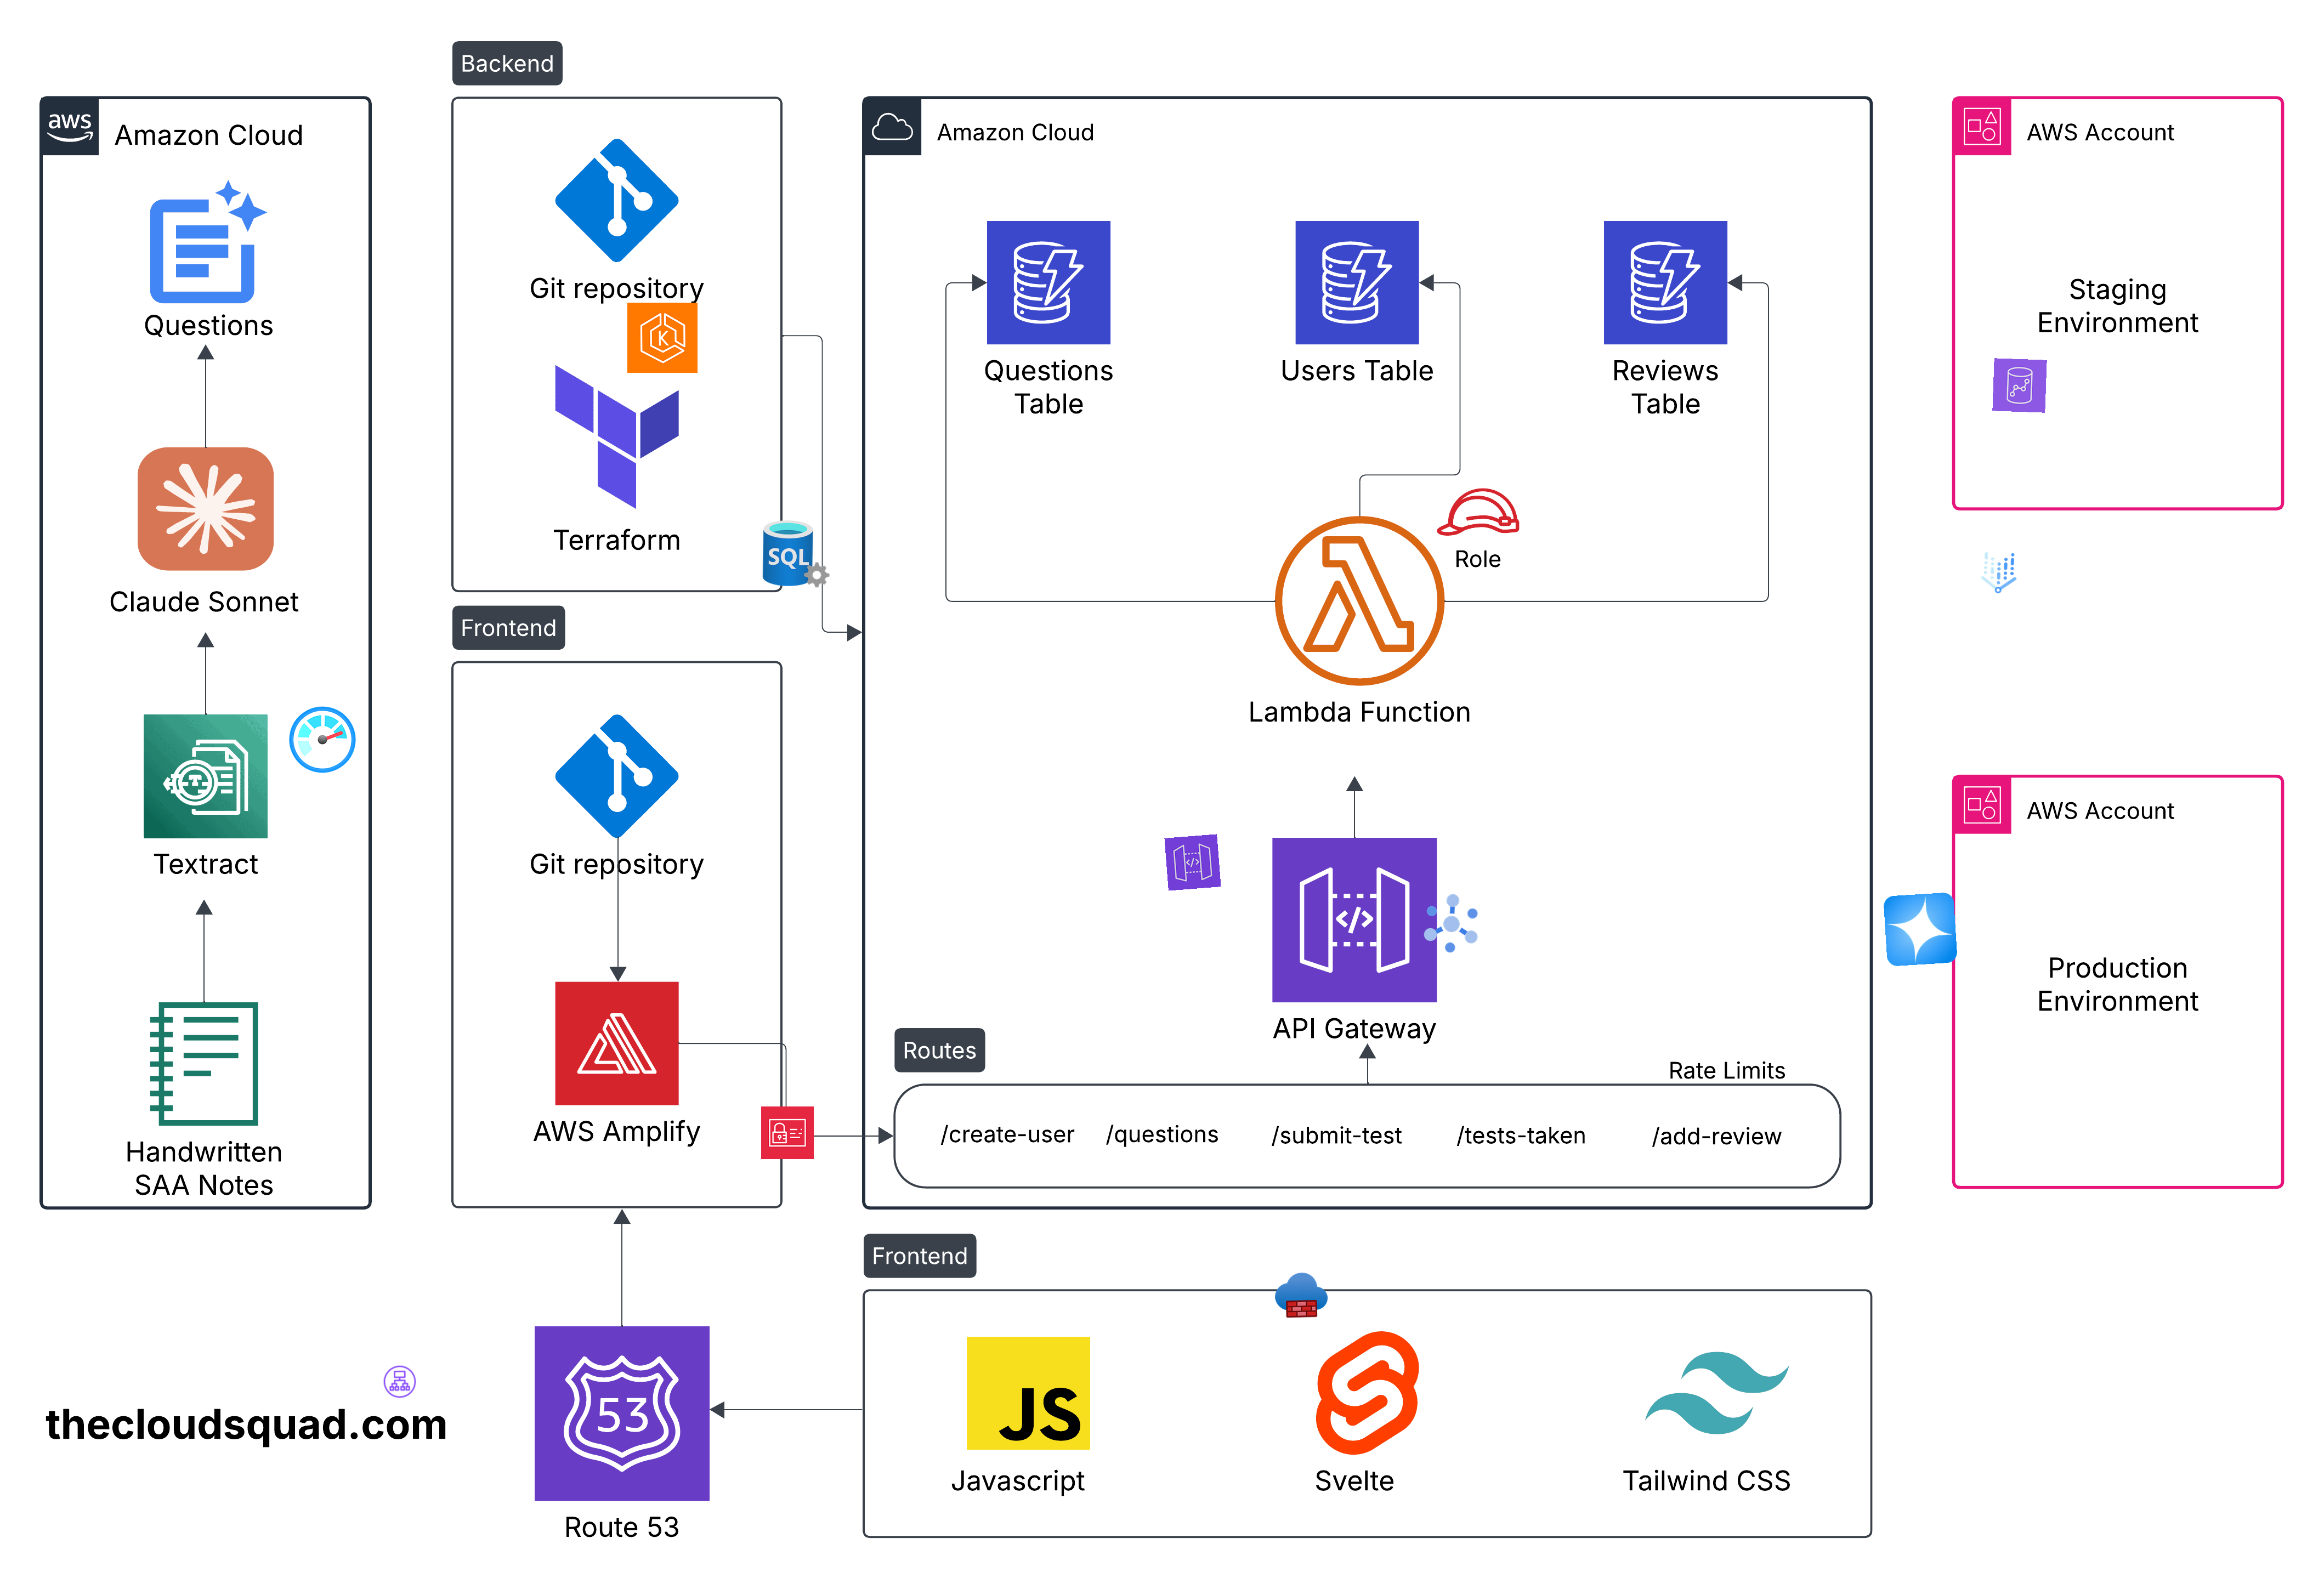 Backend
aws
Amazon Cloud
Questions
Claude Sonnet
Textract
Handwritten
SAA Notes
Git repository
K
Terraform
SQL
Frontend
Git repository
AWS Amplify
Amazon Cloud
Questions
Table
Users Table
Reviews
Table
Role
Lambda Function
</>
</>
API Gateway
Routes
Rate Limits
/create-user
/questions
/submit-test
/tests-taken
/add-review
AWS Account
Staging
Environment
AWS Account
Production
Environment
thecloudsquad.com
53
Route 53
Frontend
JS
Javascript
Svelte
Tailwind CSS